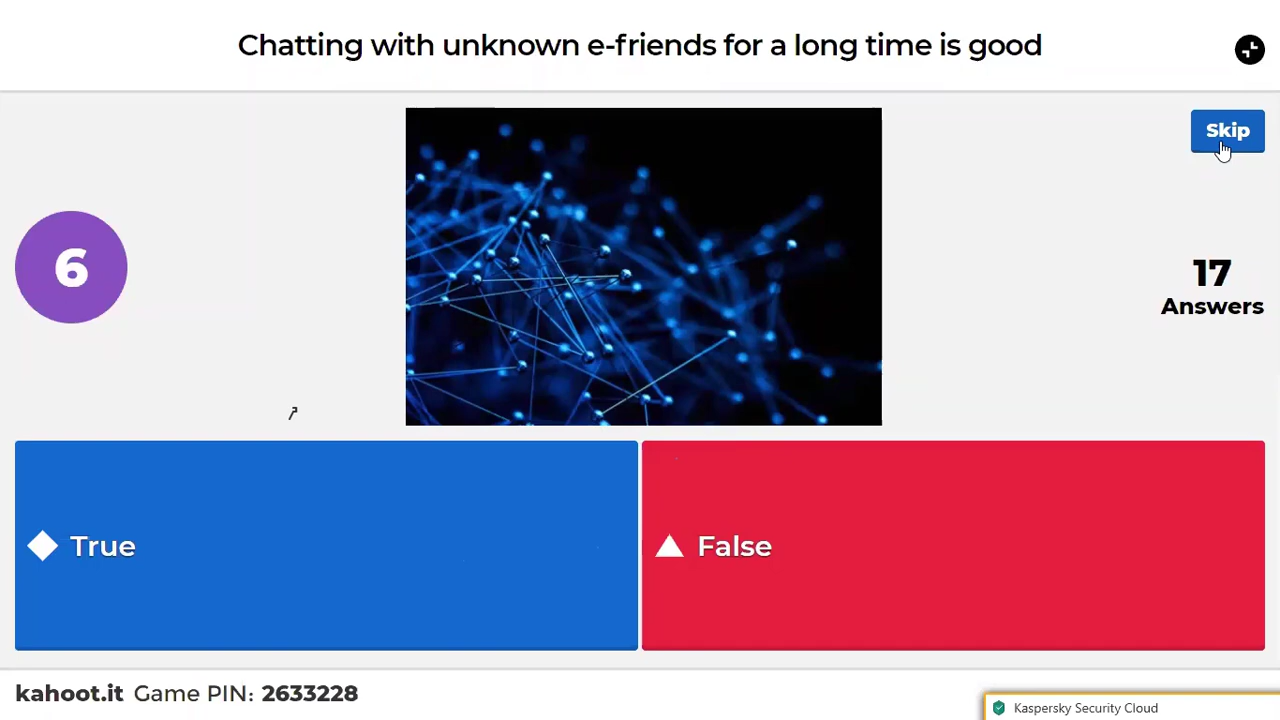 Chatting with unknown e-friends for a long time is good
Skip
6
17
Answers
True
False
kahoot.it Game PIN: 2633228
Kaspersky Security Cloud